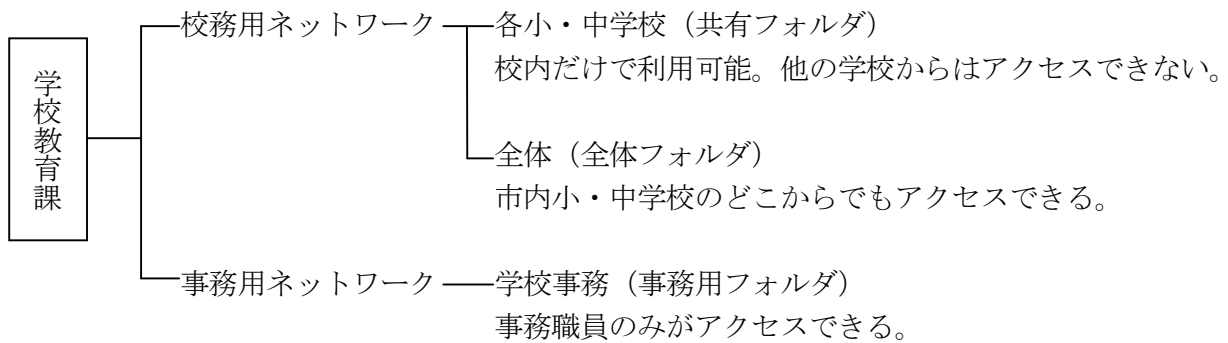 学校教育課
校務用ネットワーク
各小・中学校（共有フォルダ）
校内だけで利用可能。他の学校からはアクセスできない。
全体（全体フォルダ）
市内小・中学校のどこからでもアクセスできる。
事務用ネットワーク
学校事務（事務用フォルダ）
事務職員のみがアクセスできる。